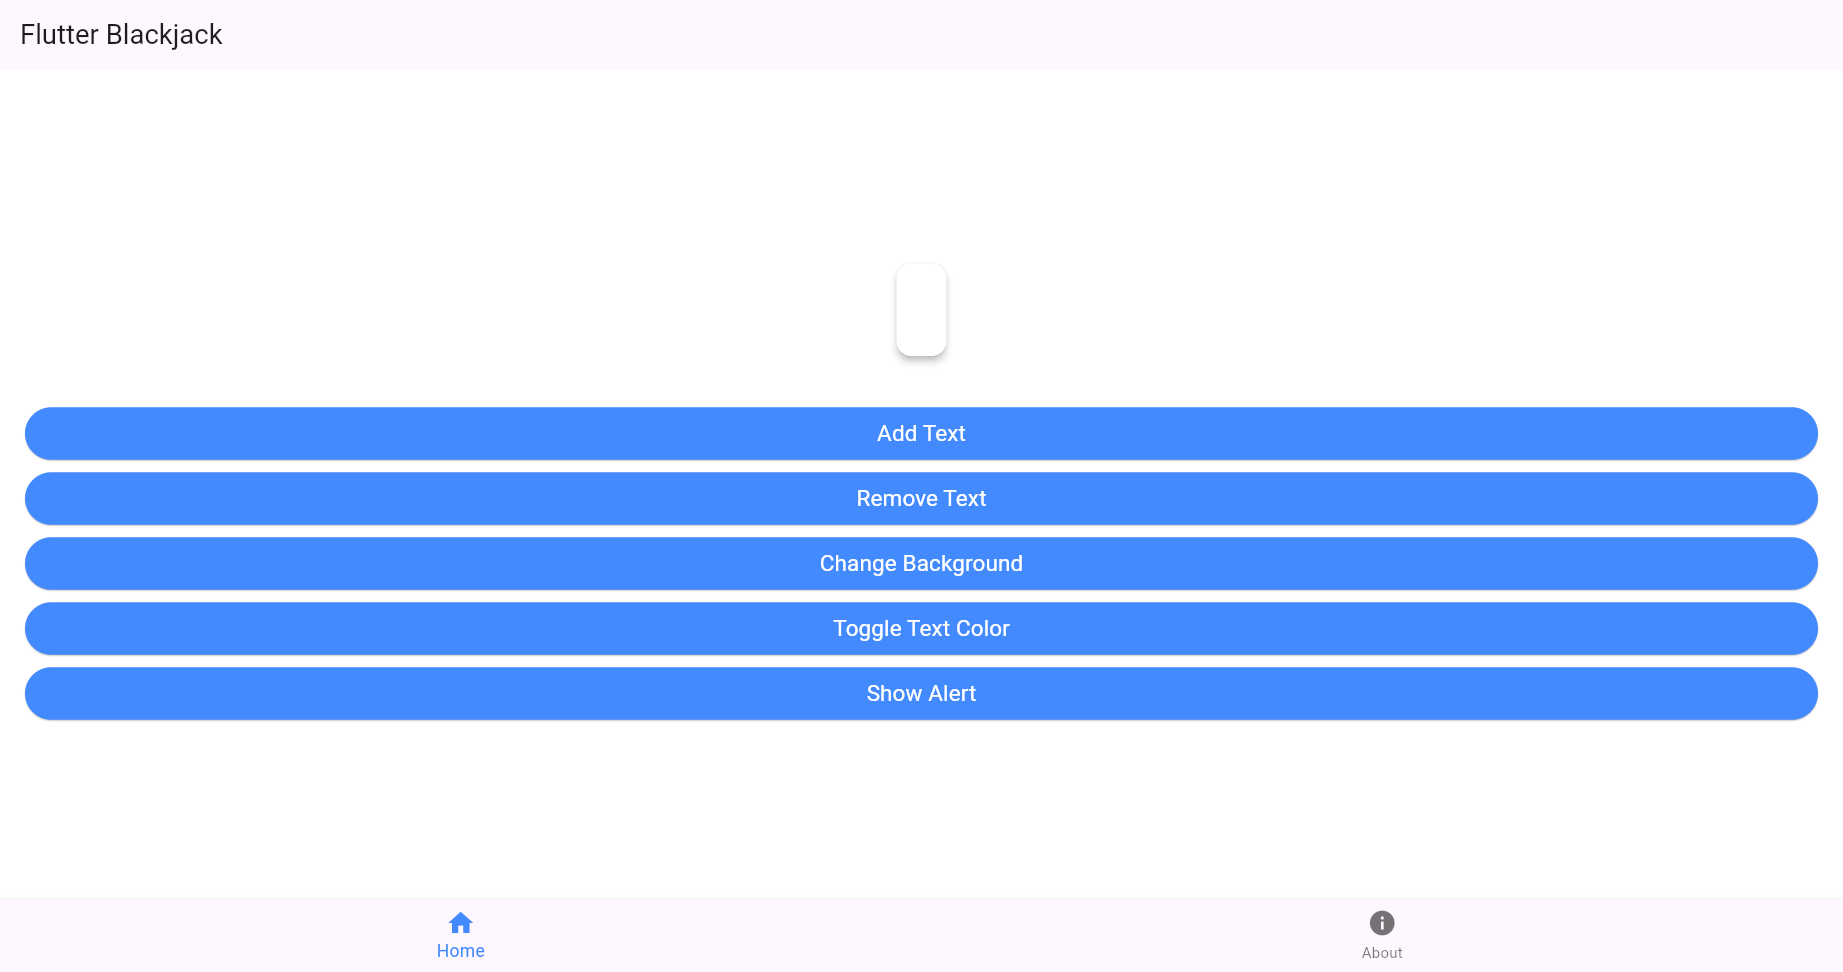 Flutter Blackjack
Add Text
Remove Text
Change Background
Toggle Text Color
Show Alert
Home
About